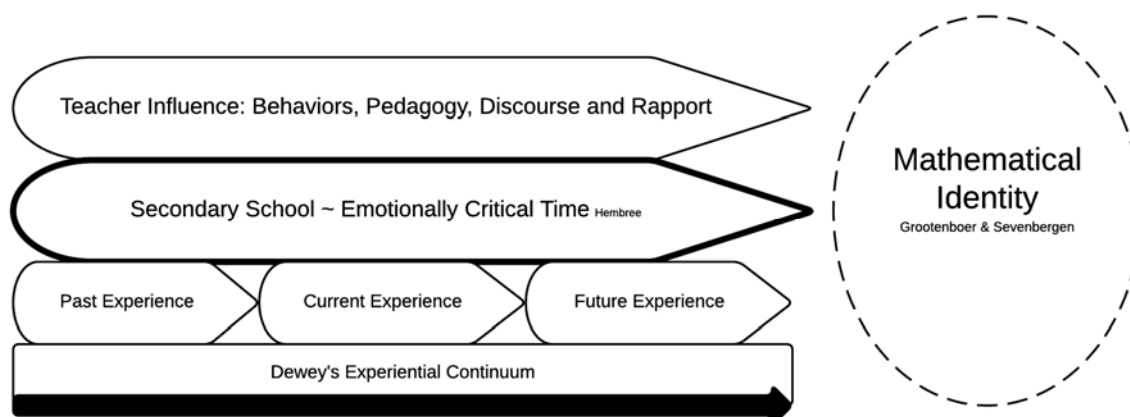 Teacher Influence: Behaviors, Pedagogy, Discourse and Rapport
Secondary School ~ Emotionally Critical Time Hembree
Past Experience
Current Experience
Future Experience
Dewey's Experiential Continuum
Mathematical
Identity
Grootenboer & Sevenbergen